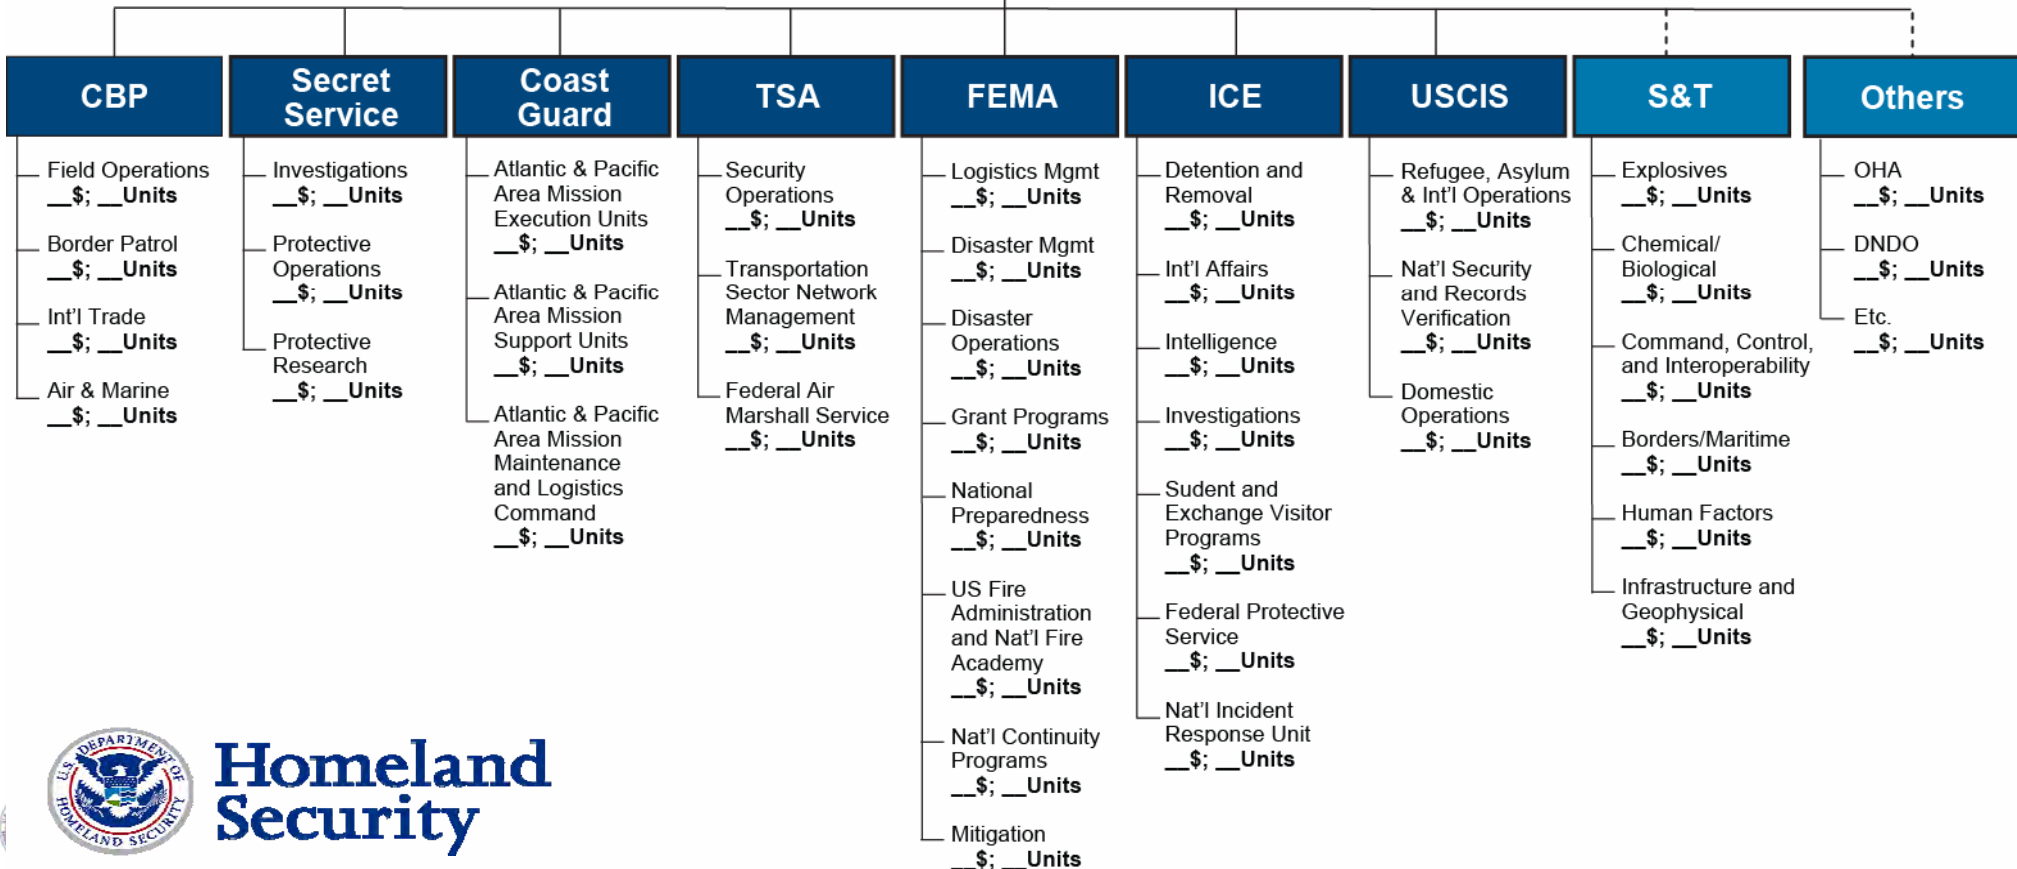 CBP
Field Operations
__$; __Units
Border Patrol
__$; __Units
Int'l Trade
__$; __Units
Air & Marine
__$; __Units
Secret
Service
Investigations
__$; __Units
Protective
Operations
__$; __Units
Protective
Research
__$; __Units
Coast
Guard
Atlantic & Pacific
Area Mission
Execution Units
__$; __Units
Atlantic & Pacific
Area Mission
Support Units
__$; __Units
Atlantic & Pacific
Area Mission
Maintenance
and Logistics
Command
__$; __Units
TSA
Security
Operations
__$; __Units
Transportation
Sector Network
Management
__$; __Units
Federal Air
Marshall Service
__$; __Units
FEMA
Logistics Mgmt
__$; __Units
Disaster Mgmt
__$; __Units
Disaster
Operations
__$; __Units
Grant Programs
__$; __Units
National
Preparedness
__$; __Units
US Fire
Administration
and Nat'l Fire
Academy
__$; __Units
Nat'l Continuity
Programs
__$; __Units
Mitigation
__$; __Units
ICE
Detention and
Removal
__$; __Units
Int'l Affairs
__$; __Units
Intelligence
__$; __Units
Investigations
__$; __Units
Sudent and
Exchange Visitor
Programs
__$; __Units
Federal Protective
Service
__$; __Units
Nat'l Incident
Response Unit
__$; __Units
USCIS
Refugee, Asylum
& Int'l Operations
__$; __Units
Nat'l Security
and Records
Verification
__$; __Units
Domestic
Operations
__$; __Units
S&T
Explosives
__$; __Units
Chemical/
Biological
__$; __Units
Command, Control,
and Interoperability
__$; __Units
Borders/Maritime
__$; __Units
Human Factors
__$; __Units
Infrastructure and
Geophysical
__$; __Units
Others
OHA
__$; __Units
DNDO
__$; __Units
Etc.
__$; __Units
U.S. DEPARTMENT OF
HOMELAND SECURITY
Homeland
Security